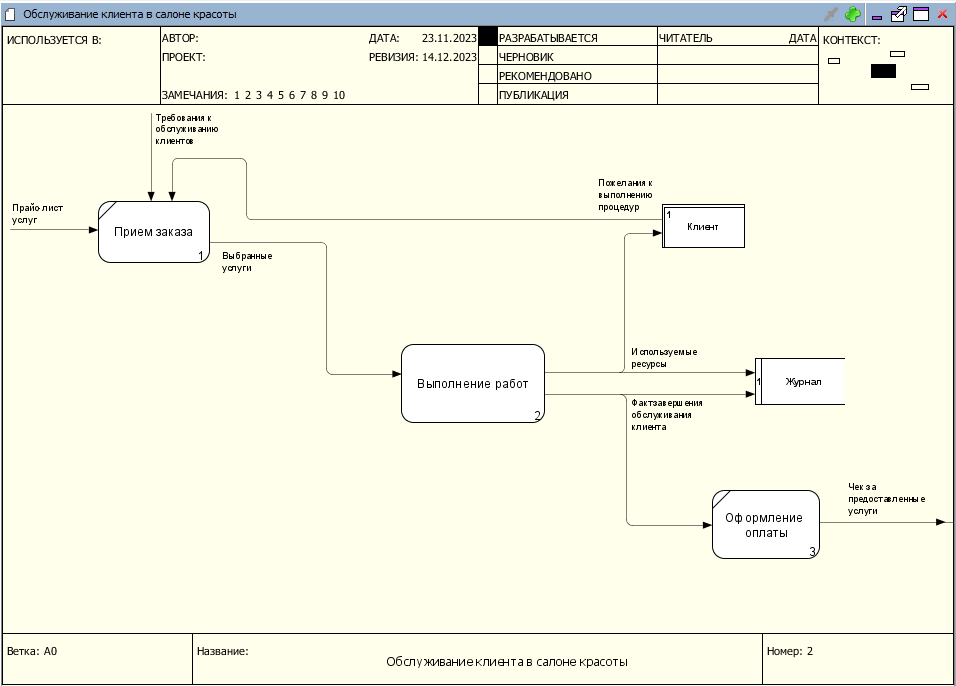 Обслуживание клиента в салоне красоты
ИСПОЛЬЗУЕТСЯ В:
АВТОР:
ДАТА: 23.11.2023
ПРОЕКТ:
РЕВИЗИЯ: 14.12.2023
ЗАМЕЧАНИЯ: 1 2 3 4 5 6 7 8 9 10
РАЗРАБАТЫВАЕТСЯ
ЧЕРНОВИК
РЕКОМЕНДОВАНО
ПУБЛИКАЦИЯ
ЧИТАТЕЛЬ
ДАТА
КОНТЕКСТ:
Требования к
обслуживанию
клиентов
Прайс-лист
услуг
Прием заказа
1
Выбранные
услуги
Пожелания к
выполнению
процедур
1
Клиент
Выполнение работ
2
Используемые
ресурсы
1
Журнал
Факт завершения
обслуживания
клиента
Оформление
оплаты
3
Чек за
предоставленные
услуги
Ветка: A0
Название:
Обслуживание клиента в салоне красоты
Номер: 2